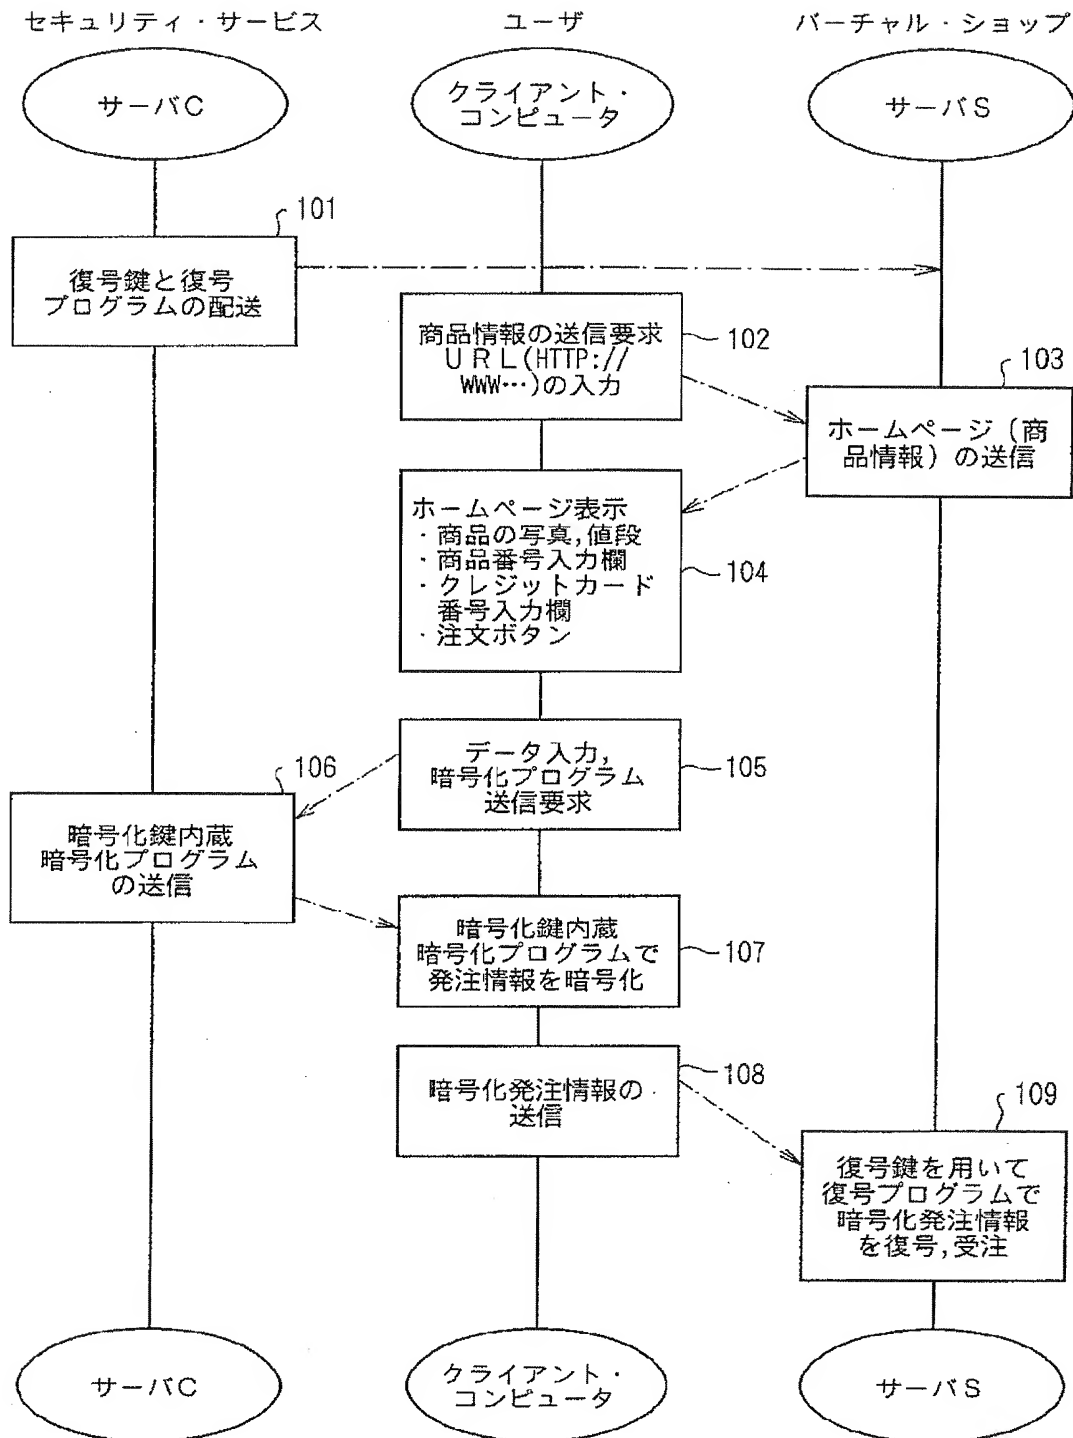 セキュリティ・サービス
ユーザ
バーチャル・ショップ
サーバC
クライアント・
コンピュータ
サーバS
101
復号鍵と復号
プログラムの配送
商品情報の送信要求
URL(HTTP://
WWW…)の入力
102
103
ホームページ(商
品情報)の送信
ホームページ表示
・商品の写真,値段
・商品番号入力欄
・クレジットカード
番号入力欄
・注文ボタン
104
データ入力,
暗号化プログラム
送信要求
105
106
暗号化鍵内蔵
暗号化プログラム
の送信
暗号化鍵内蔵
暗号化プログラムで
発注情報を暗号化
107
暗号化発注情報の
送信
108
109
復号鍵を用いて
復号プログラムで
暗号化発注情報
を復号,受注
サーバC
クライアント・
コンピュータ
サーバS